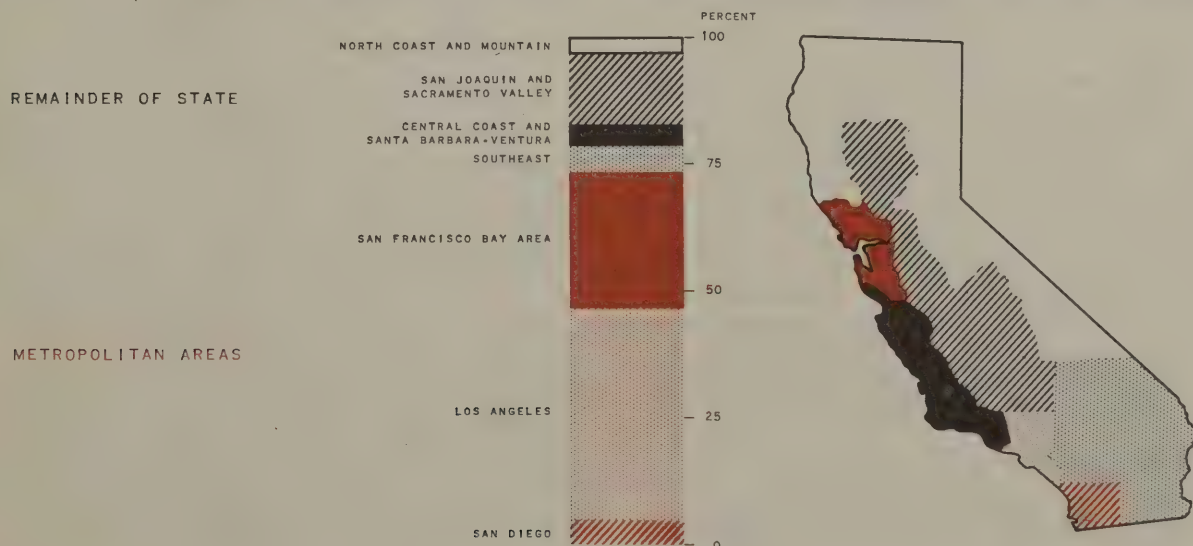 PERCENT
100
NORTH COAST AND MOUNTAIN
SAN JOAQUIN AND
SACRAMENTO VALLEY
REMAINDER OF STATE
CENTRAL COAST AND
SANTA BARBARA-VENTURA
SOUTHEAST
75
SAN FRANCISCO BAY AREA
50
METROPOLITAN AREAS
LOS ANGELES
25
SAN DIEGO
0